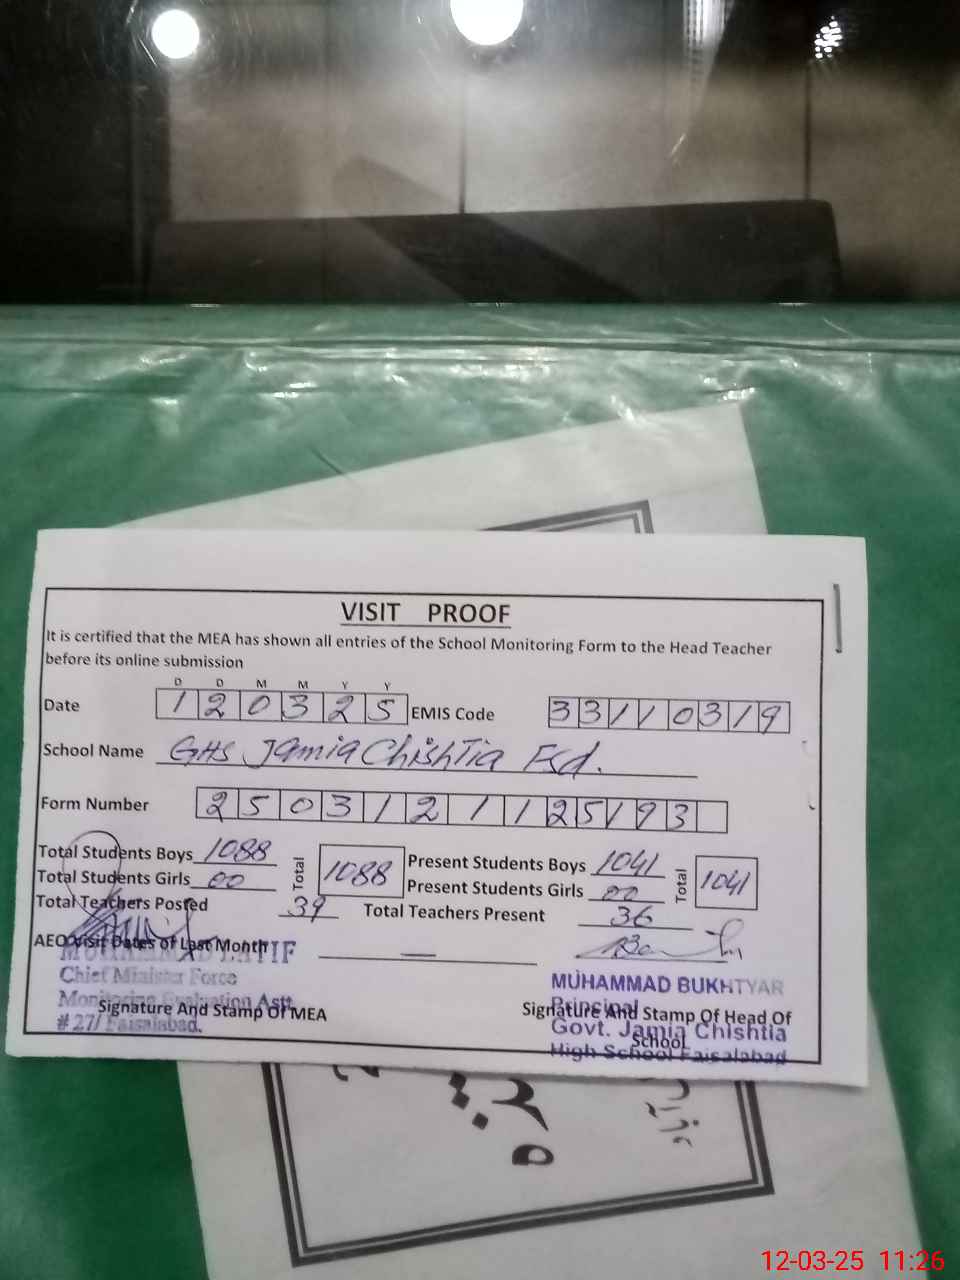 VISIT PROOF
It is certified that the MEA has shown all entries of the School Monitoring Form to the Head Teacher
before its online submission
D D M M Y Y
Date 1 2 0 3 2 5 EMIS Code 3 3 1 1 0 3 1 9
School Name GHS Jamia Chishtia Fsd.
Form Number 2 5 0 3 1 2 1 1 2 5 1 9 3
Total Students Boys 1088 Total 1088 Present Students Boys 1041 Total 1041
Total Students Girls 00 Present Students Girls 00
Total Teachers Posted 39 Total Teachers Present 36
AEO Visit Dates of Last Month —
MUHAMMAD LATIF
Chief Minister Force
Monitoring Evaluation Astt.
# 27/ Faisalabad.
Signature And Stamp Of MEA
MUHAMMAD BUKHTYAR
Principal
Govt. Jamia Chishtia
High School Faisalabad
Signature And Stamp Of Head Of
School
12-03-25 11:26